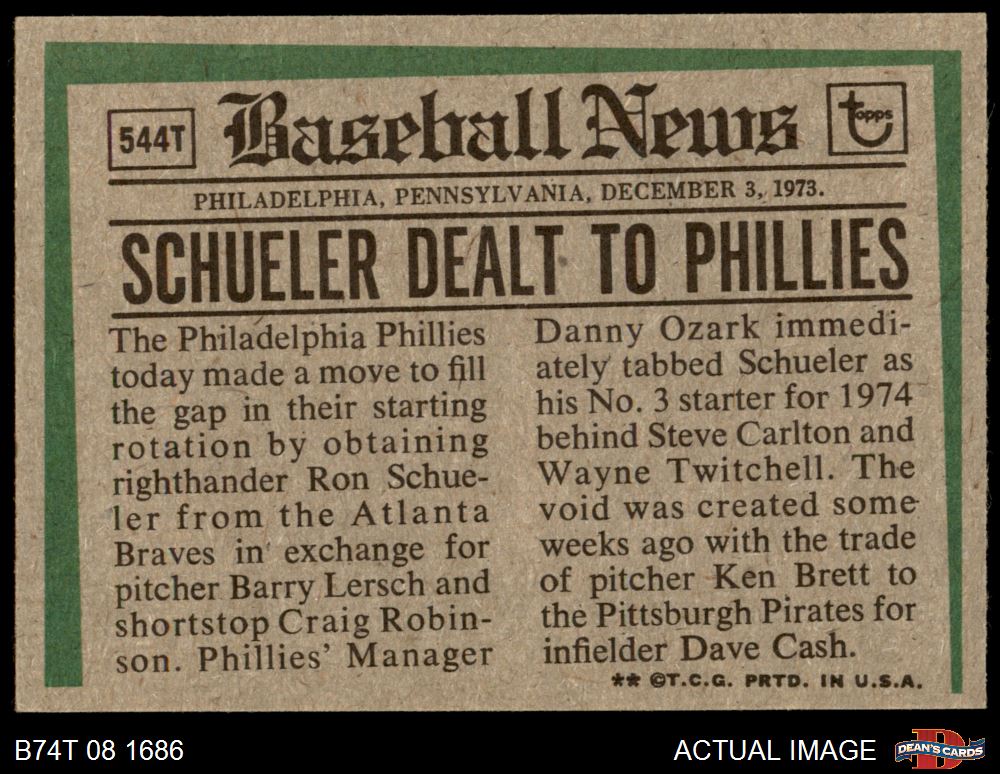 544T
Baseball News
topps
PHILADELPHIA, PENNSYLVANIA, DECEMBER 3, 1973.
SCHUELER DEALT TO PHILLIES
The Philadelphia Phillies
today made a move to fill
the gap in their starting
rotation by obtaining
righthander Ron Schue-
ler from the Atlanta
Braves in exchange for
pitcher Barry Lersch and
shortstop Craig Robin-
son. Phillies' Manager
Danny Ozark immedi-
ately tabbed Schueler as
his No. 3 starter for 1974
behind Steve Carlton and
Wayne Twitchell. The
void was created some
weeks ago with the trade
of pitcher Ken Brett to
the Pittsburgh Pirates for
infielder Dave Cash.
** ©T.C.G. PRTD. IN U.S.A.
B74T 08 1686
ACTUAL IMAGE
D
DEAN'S CARDS